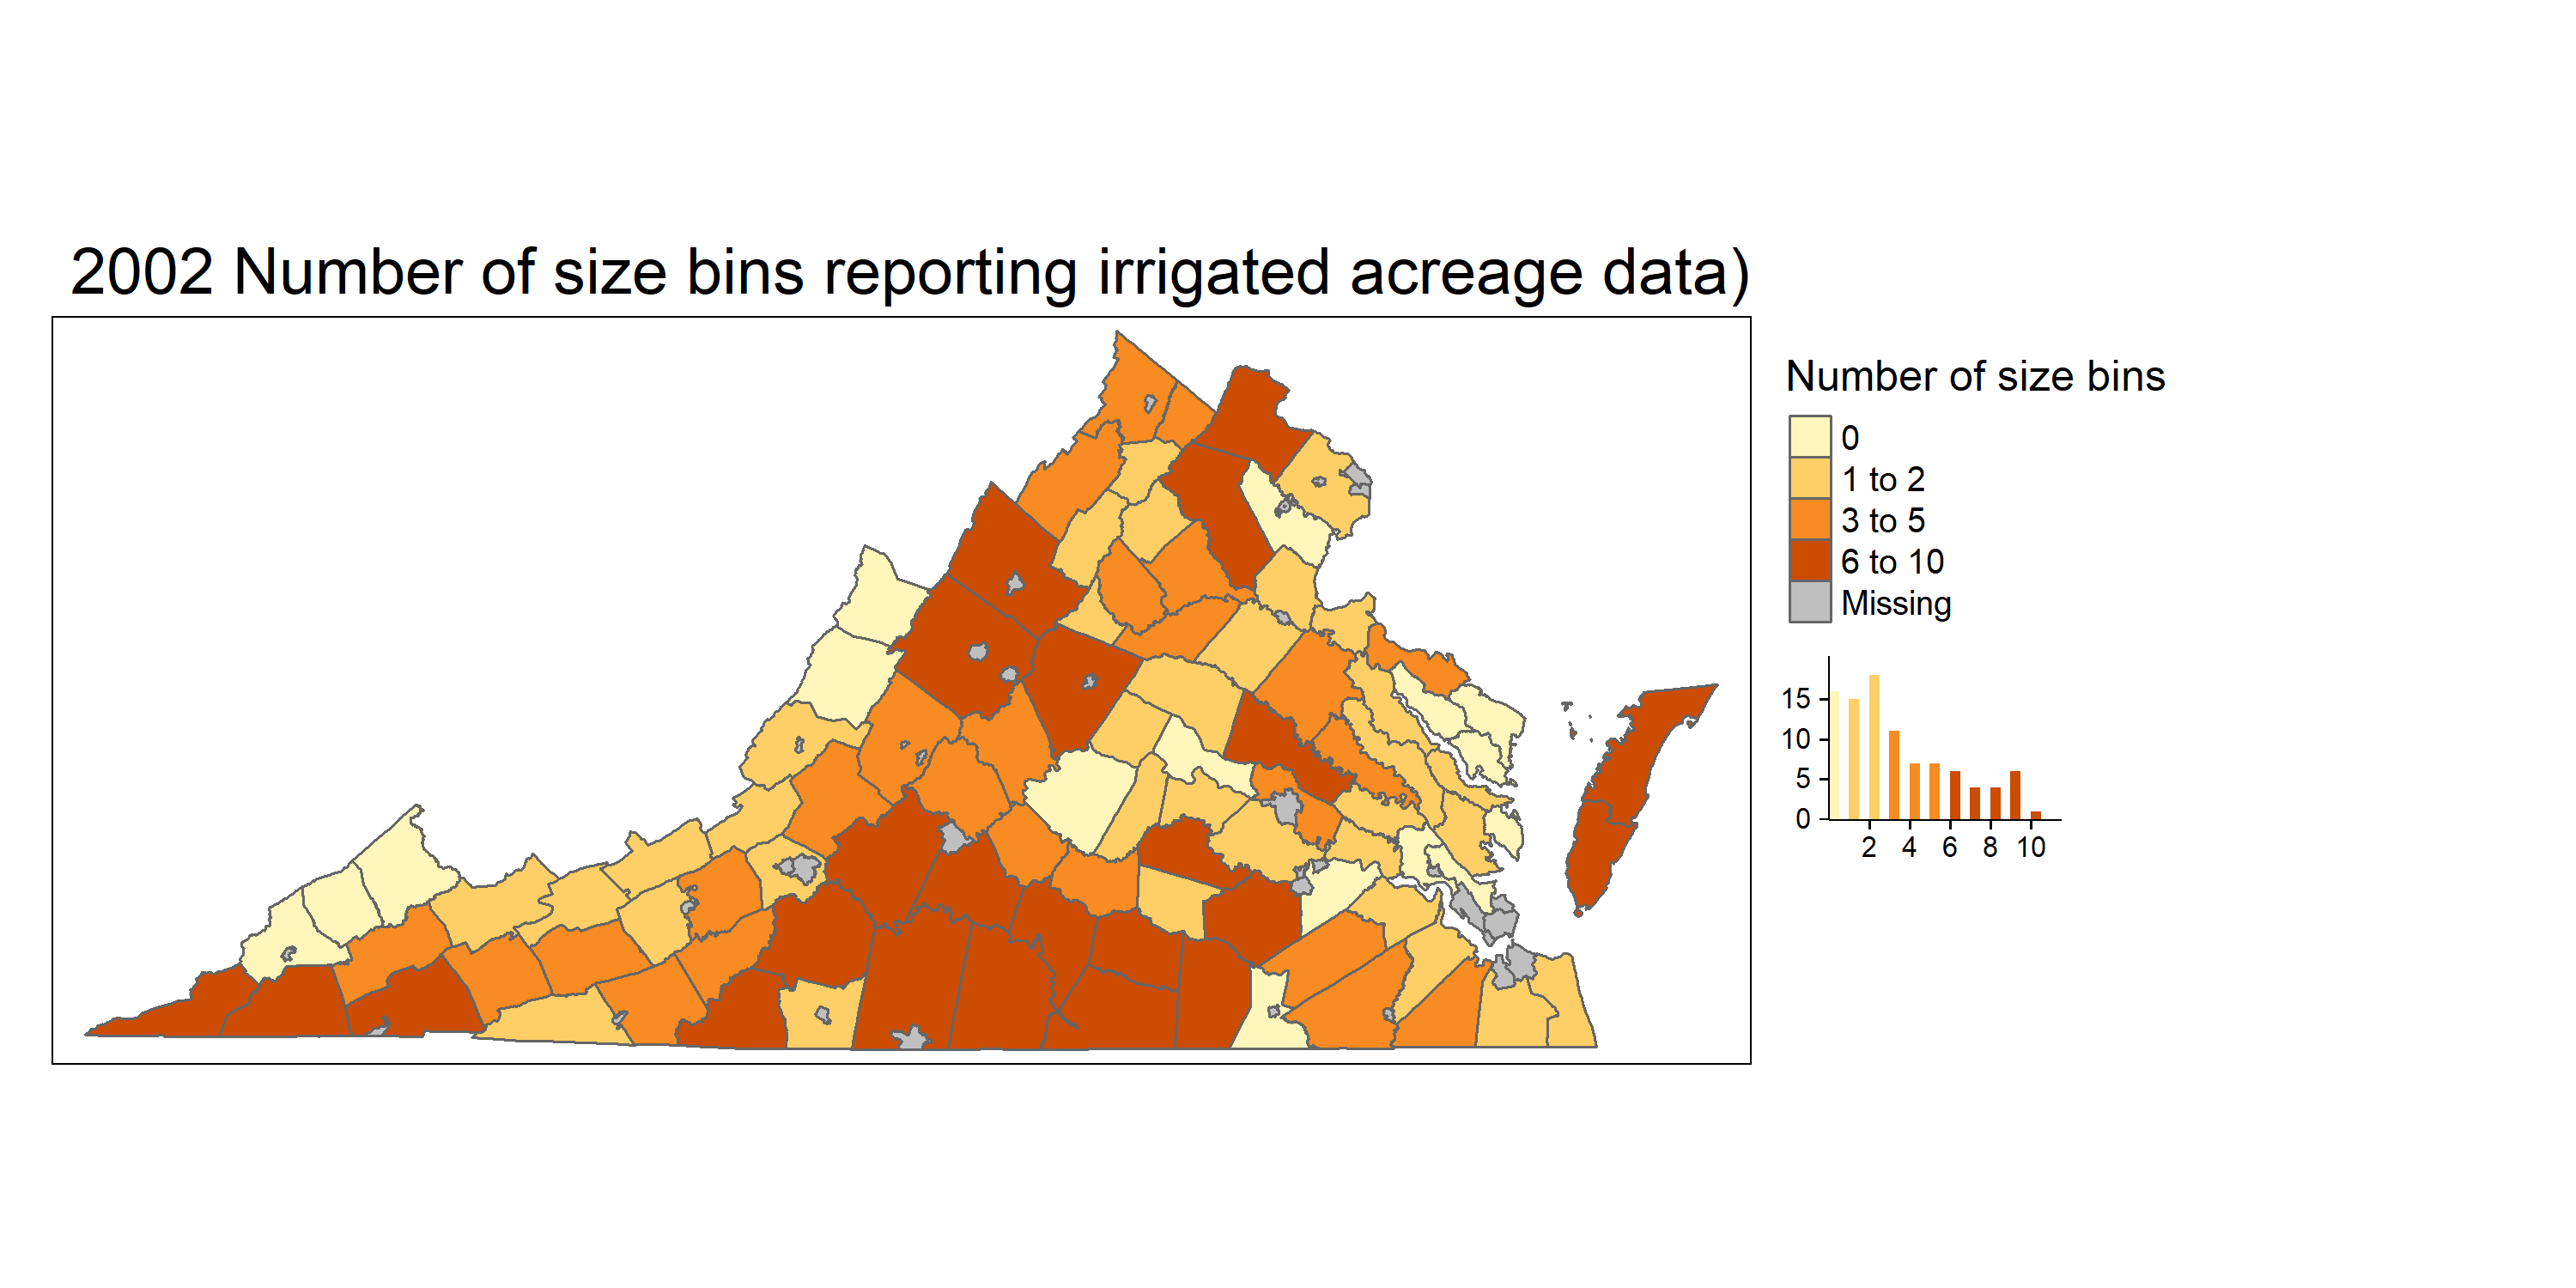 2002 Number of size bins reporting irrigated acreage data)
Number of size bins
0
1 to 2
3 to 5
6 to 10
Missing
15
10
5
0
2 4 6 8 10